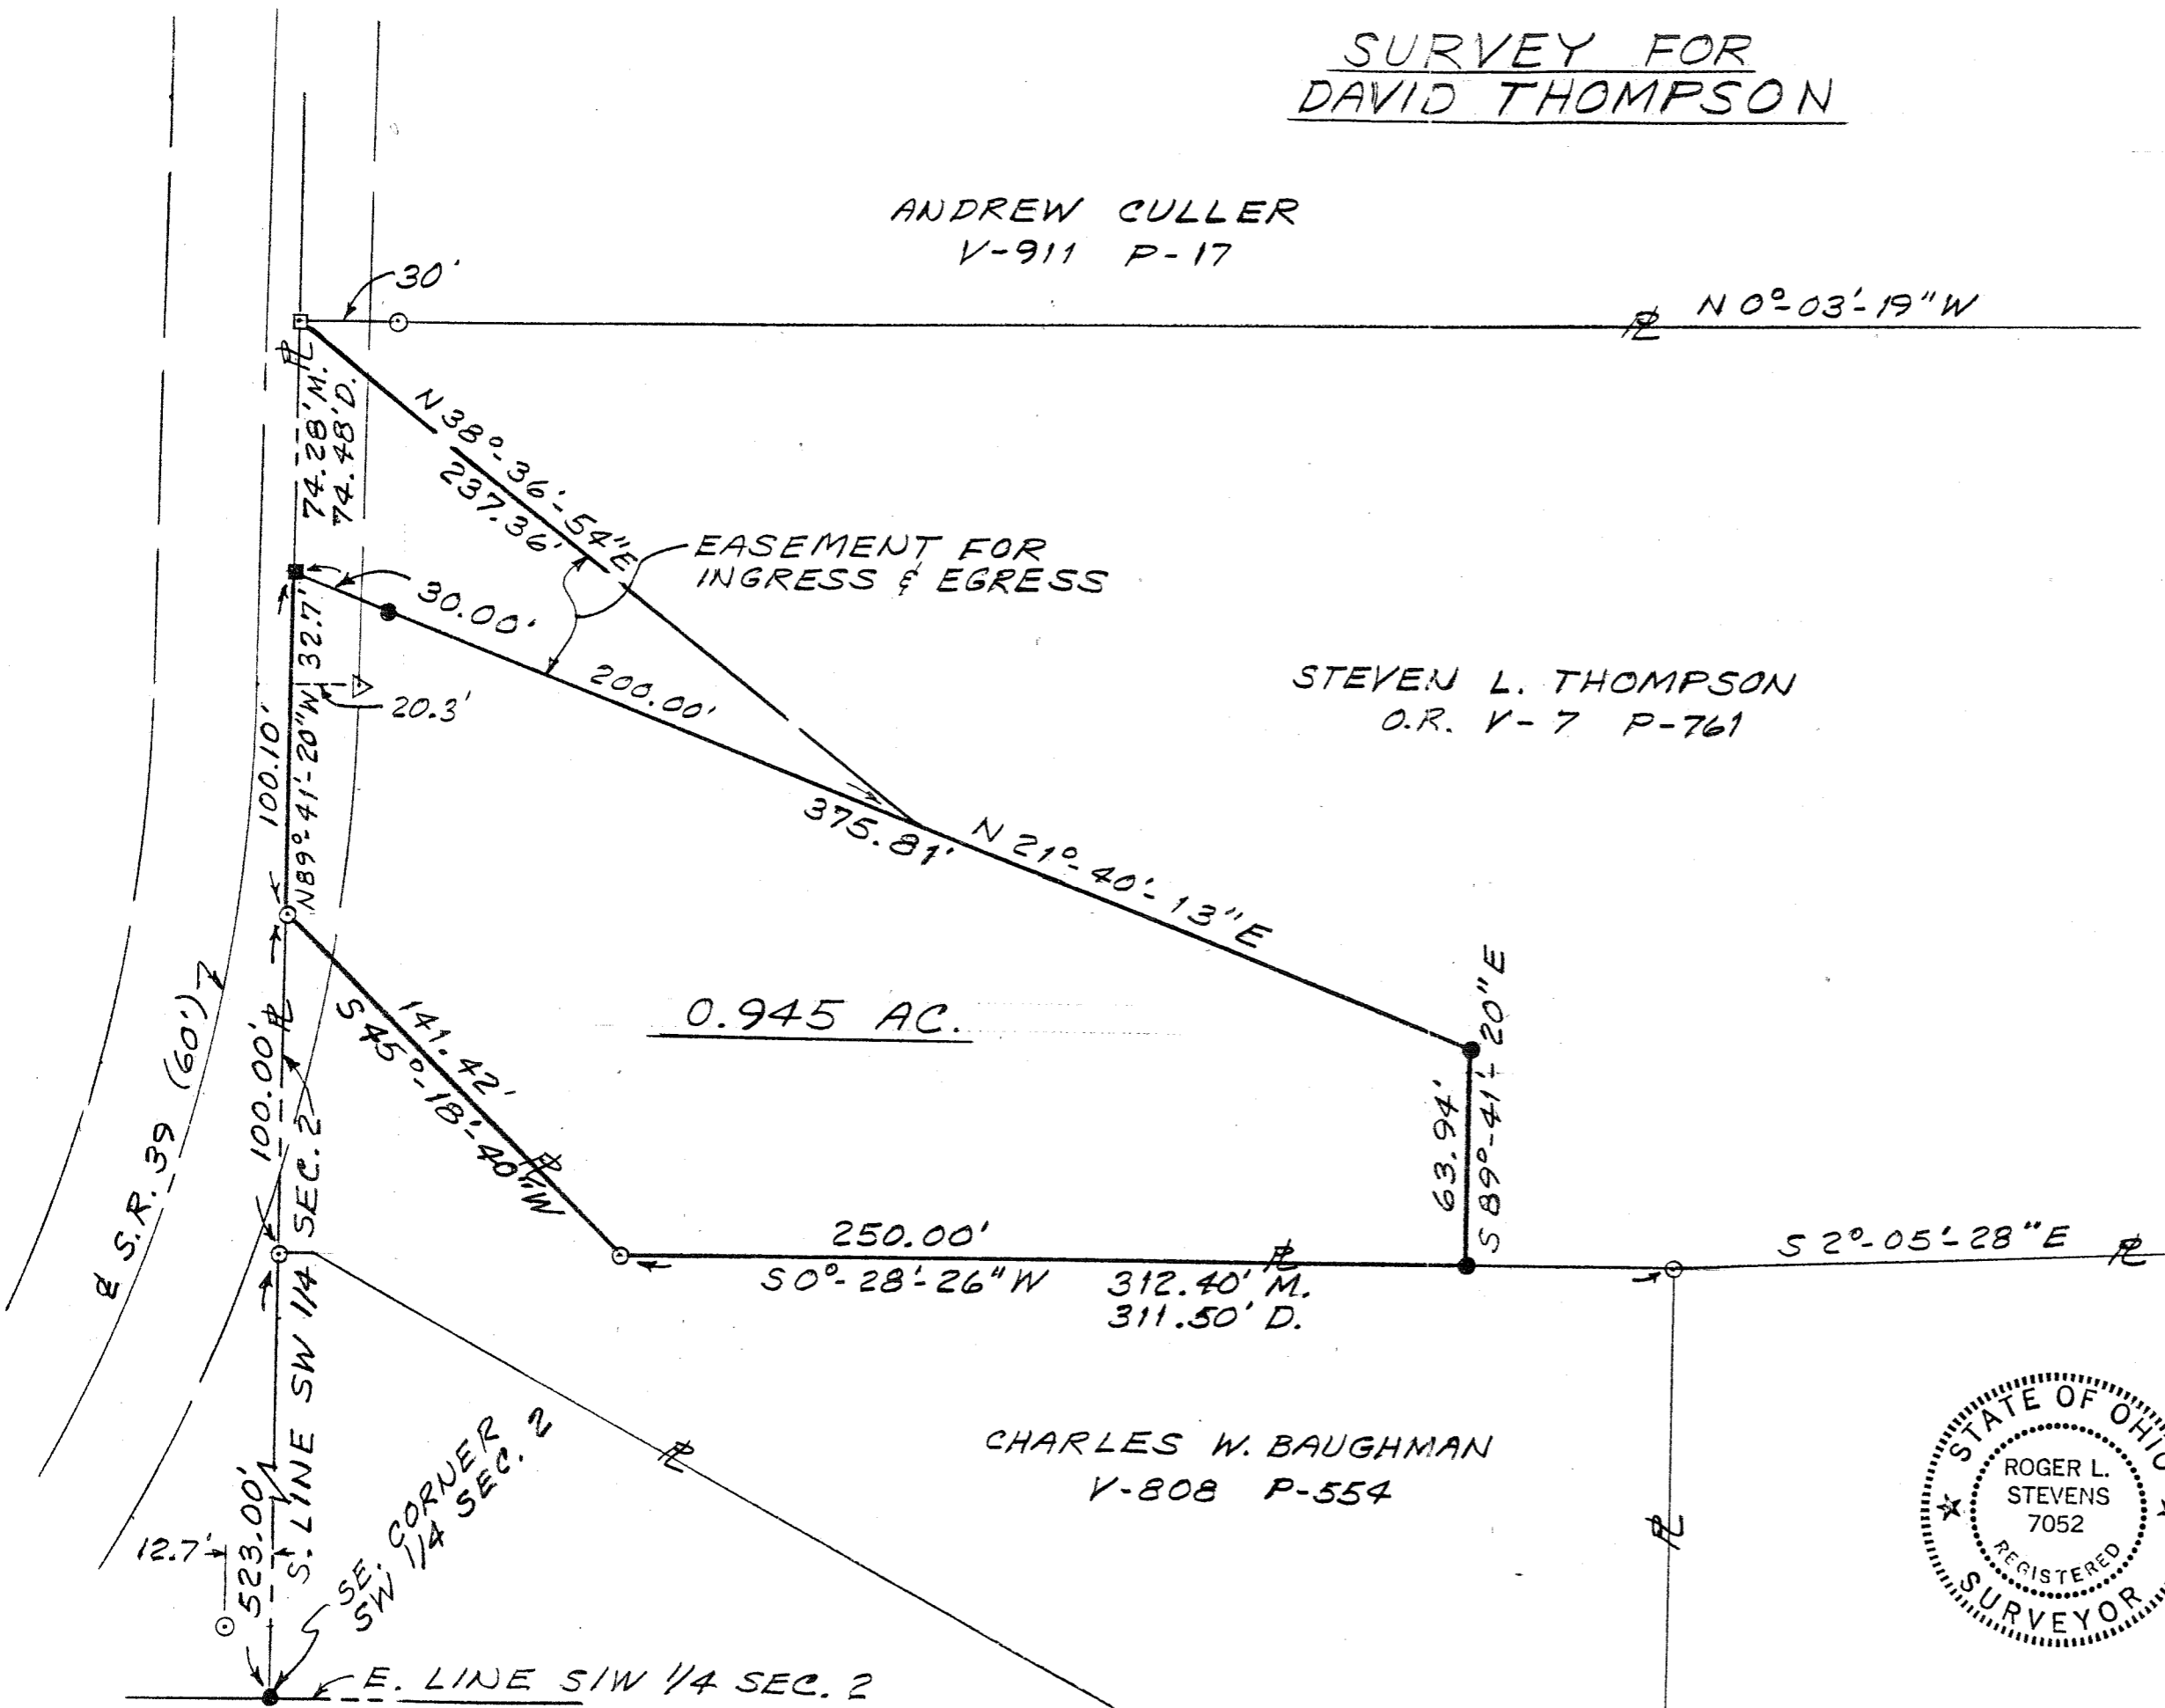 SURVEY FOR
DAVID THOMPSON
ANDREW CULLER
V-911 P-17
30'
N 0°-03'-19" W
74.28' M.
74.48' D.
N 38°-36'-54" E
237.36'
EASEMENT FOR
INGRESS & EGRESS
30.00'
32.7'
200.00'
20.3'
STEVEN L. THOMPSON
O.R. V-7 P-761
100.10'
N 89°-41'-20" W
375.81'
N 21°-40'-13" E
S.R. 39 (60')
100.00'
141.42'
S 45°-18'-40" W
0.945 AC.
63.94'
S 89°-41'-20" E
250.00'
S 0°-28'-26" W 312.40' M.
311.50' D.
S 2°-05'-28" E
S. LINE SW 1/4 SEC. 2
CHARLES W. BAUGHMAN
V-808 P-554
523.00'
12.7'
SE. CORNER
SW 1/4 SEC. 2
E. LINE SW 1/4 SEC. 2
STATE OF OHIO
ROGER L.
STEVENS
7052
REGISTERED
SURVEYOR